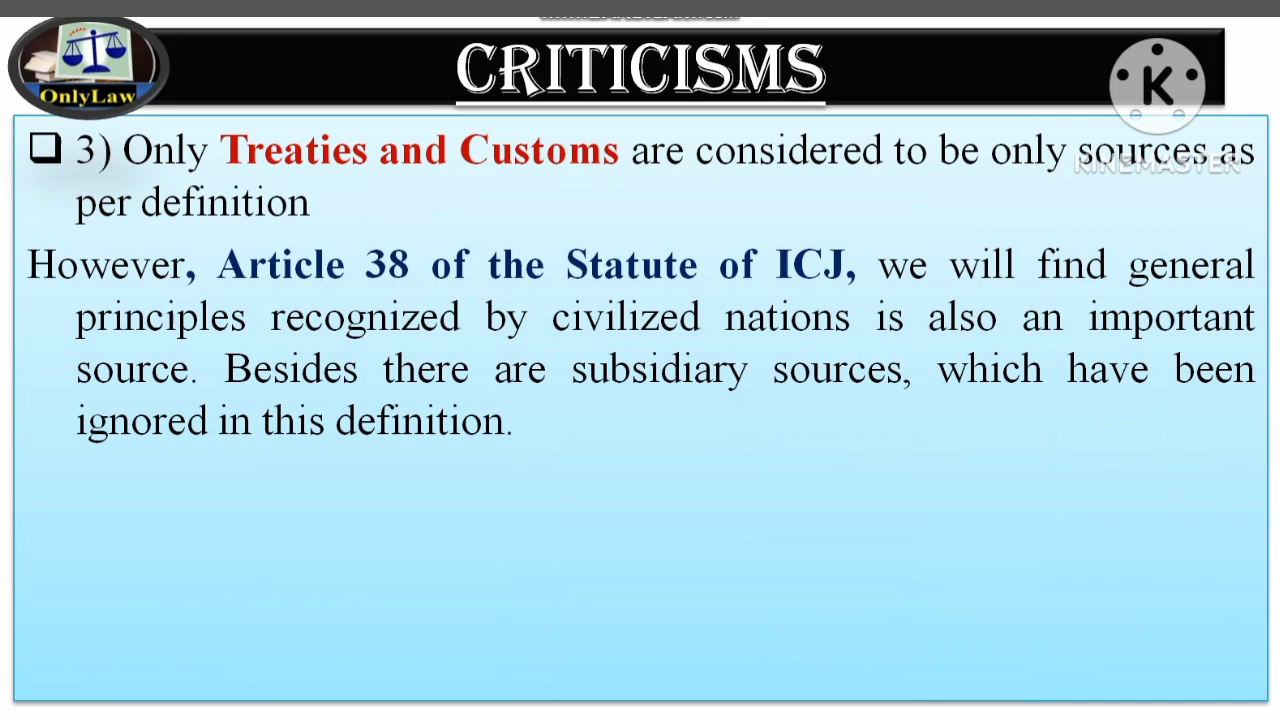 CRITICISMS
OnlyLaw
K
KINEMASTER
❑ 3) Only Treaties and Customs are considered to be only sources as
per definition
However, Article 38 of the Statute of ICJ, we will find general
principles recognized by civilized nations is also an important
source. Besides there are subsidiary sources, which have been
ignored in this definition.